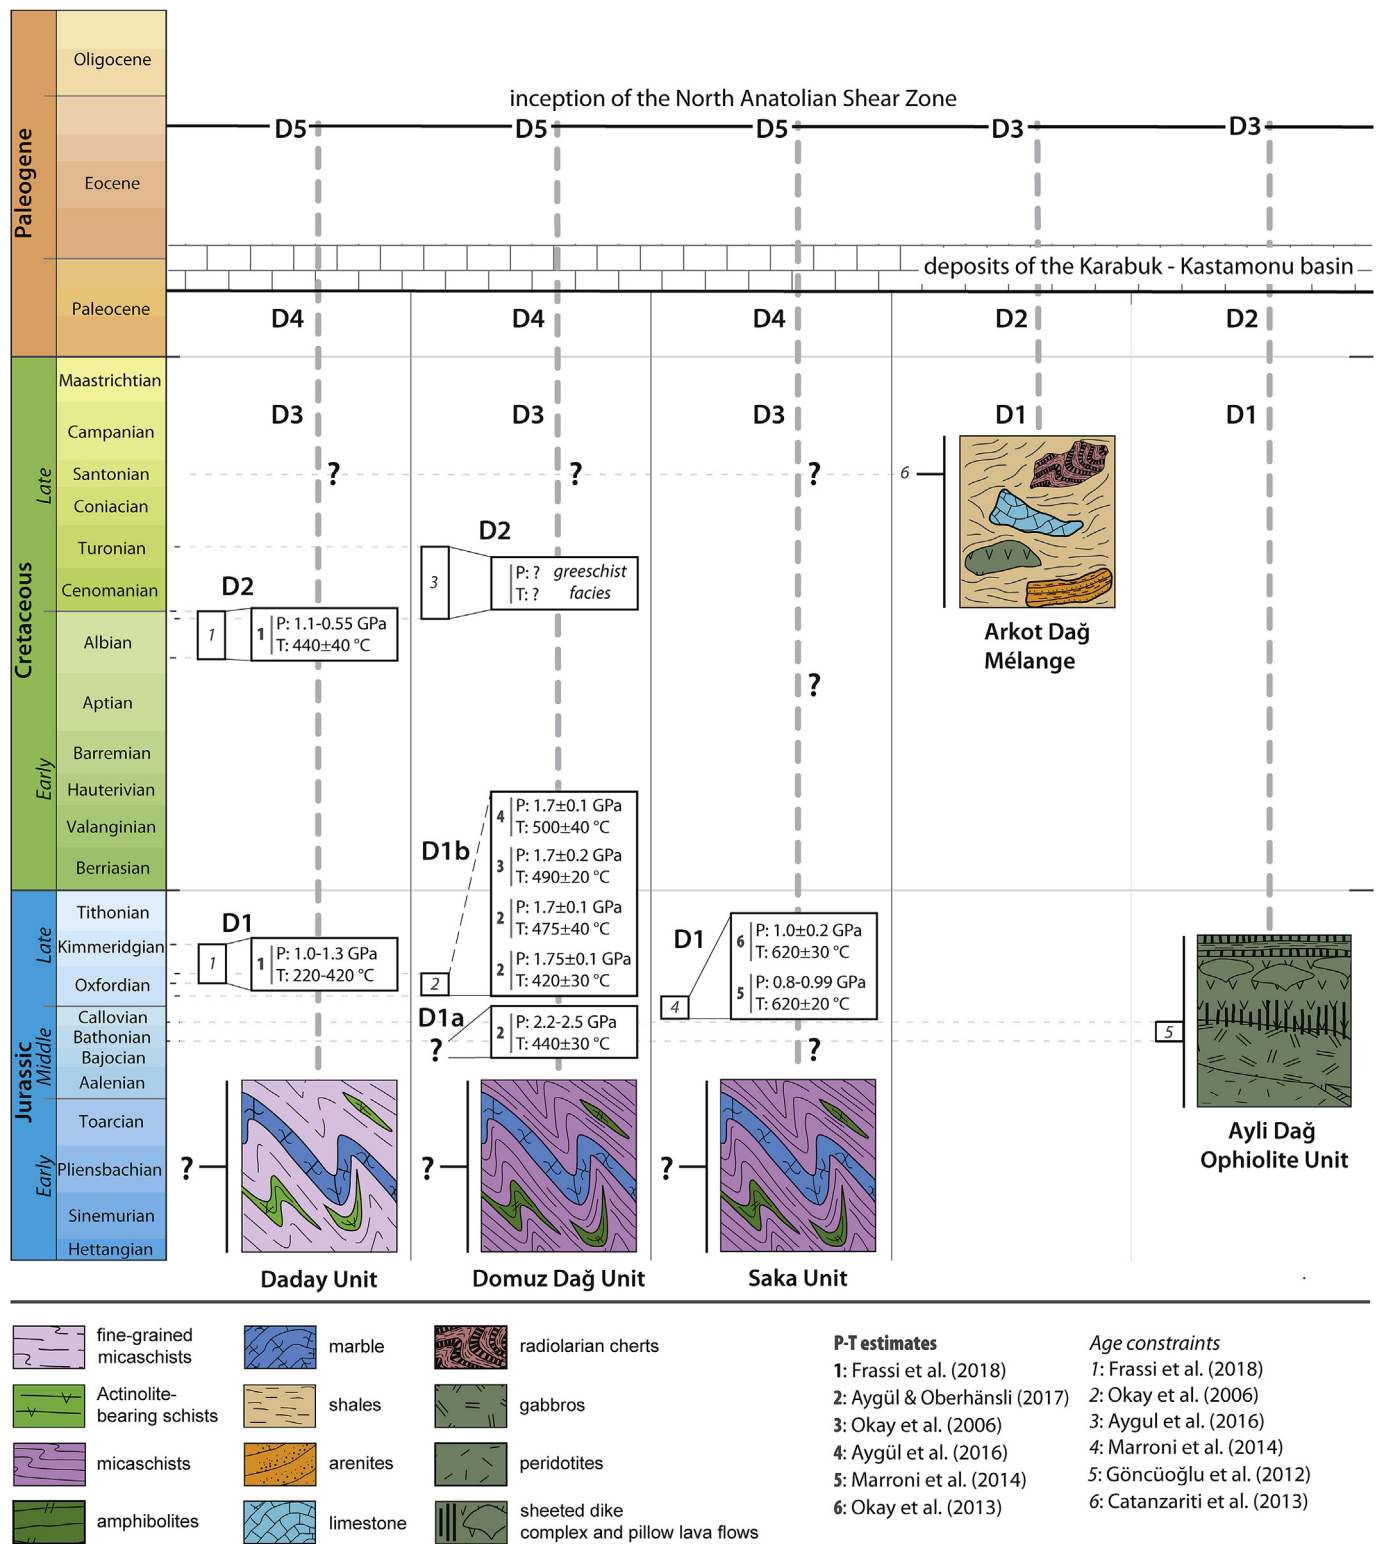 Paleogene
Oligocene
Eocene
Paleocene
inception of the North Anatolian Shear Zone
D5
D5
D5
D3
D3
deposits of the Karabuk - Kastamonu basin
D4
D4
D4
D2
D2
Cretaceous
Late
Early
Maastrichtian
Campanian
Santonian
Coniacian
Turonian
Cenomanian
Albian
Aptian
Barremian
Hauterivian
Valanginian
Berriasian
D3
D3
D3
D1
D1
?
?
?
6
D2
3
P: ? greeschist
T: ? facies
D2
1
1
P: 1.1-0.55 GPa
T: 440±40 °C
Arkot Dağ
Mélange
?
D1b
4
P: 1.7±0.1 GPa
T: 500±40 °C
3
P: 1.7±0.2 GPa
T: 490±20 °C
2
P: 1.7±0.1 GPa
T: 475±40 °C
2
P: 1.75±0.1 GPa
T: 420±30 °C
2
Jurassic
Late
Middle
Early
Tithonian
Kimmeridgian
Oxfordian
Callovian
Bathonian
Bajocian
Aalenian
Toarcian
Pliensbachian
Sinemurian
Hettangian
D1
1
1
P: 1.0-1.3 GPa
T: 220-420 °C
D1
4
6
P: 1.0±0.2 GPa
T: 620±30 °C
5
P: 0.8-0.99 GPa
T: 620±20 °C
D1a
?
2
P: 2.2-2.5 GPa
T: 440±30 °C
?
5
?
?
?
Ayli Dağ
Ophiolite Unit
Daday Unit
Domuz Dağ Unit
Saka Unit
fine-grained
micaschists
Actinolite-
bearing schists
micaschists
amphibolites
marble
shales
arenites
limestone
radiolarian cherts
gabbros
peridotites
sheeted dike
complex and pillow lava flows
P-T estimates
1: Frassi et al. (2018)
2: Aygül & Oberhänsli (2017)
3: Okay et al. (2006)
4: Aygül et al. (2016)
5: Marroni et al. (2014)
6: Okay et al. (2013)
Age constraints
1: Frassi et al. (2018)
2: Okay et al. (2006)
3: Aygul et al. (2016)
4: Marroni et al. (2014)
5: Göncüoğlu et al. (2012)
6: Catanzariti et al. (2013)